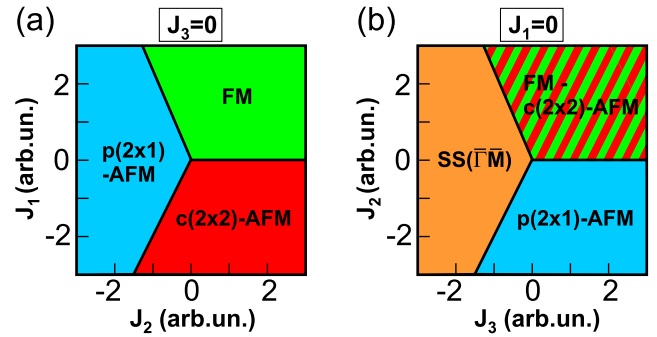 (a)
J₃=0
J₁ (arb.un.)
2
0
-2
FM
p(2x1)
-AFM
c(2x2)-AFM
-2
0
2
J₂ (arb.un.)
(b)
J₁=0
J₂ (arb.un.)
2
0
-2
FM -
c(2x2)-AFM
SS(Γ̅M̅)
p(2x1)-AFM
-2
0
2
J₃ (arb.un.)